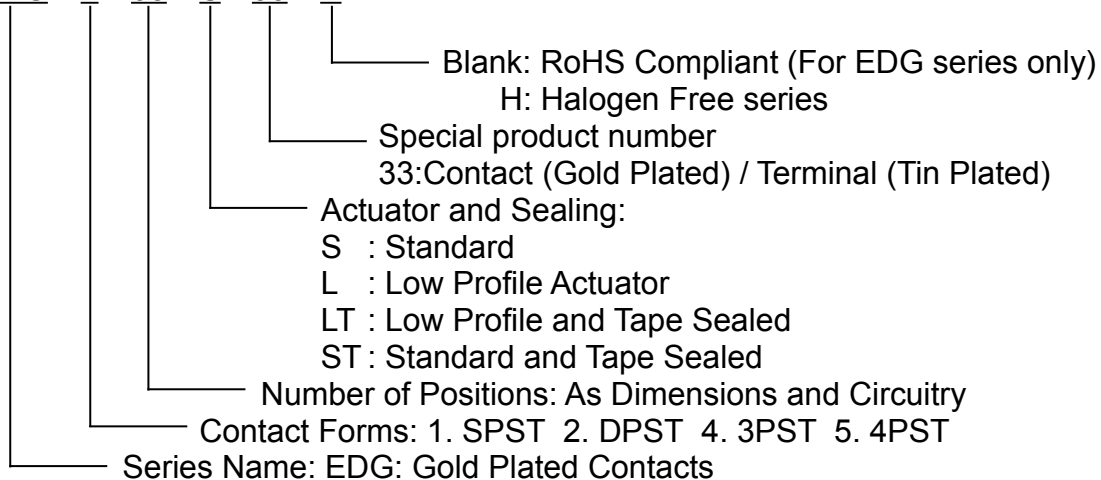 Blank: RoHS Compliant (For EDG series only)
H: Halogen Free series
Special product number
33:Contact (Gold Plated) / Terminal (Tin Plated)
Actuator and Sealing:
S : Standard
L : Low Profile Actuator
LT : Low Profile and Tape Sealed
ST : Standard and Tape Sealed
Number of Positions: As Dimensions and Circuitry
Contact Forms: 1. SPST 2. DPST 4. 3PST 5. 4PST
Series Name: EDG: Gold Plated Contacts